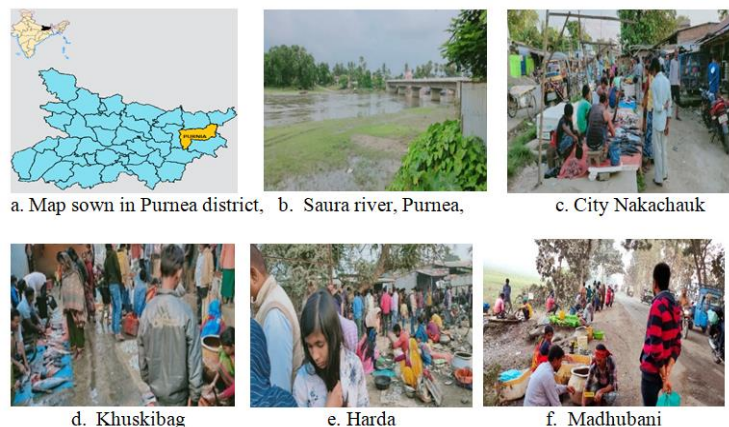 PURNIA
a. Map sown in Purnea district, b. Saura river, Purnea, c. City Nakachauk
d. Khuskibag e. Harda f. Madhubani